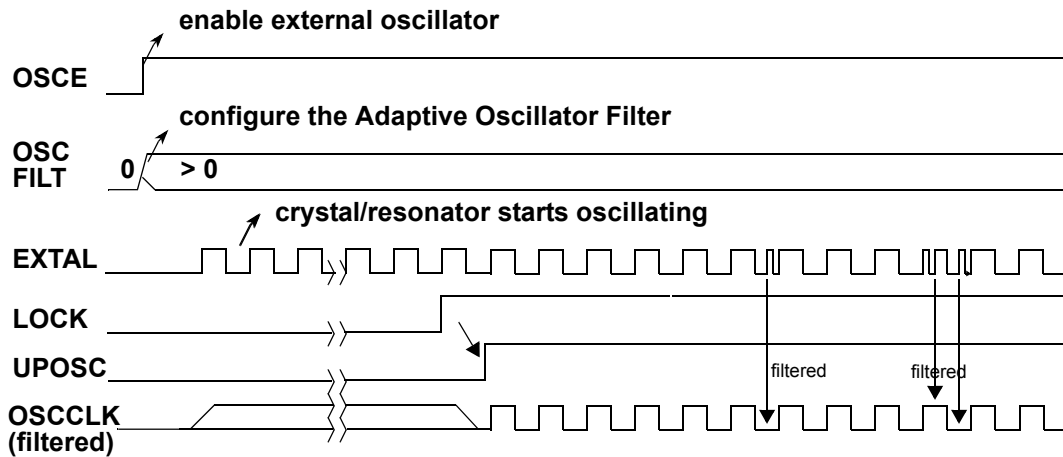 enable external oscillator
OSCE
configure the Adaptive Oscillator Filter
OSC
FILT
0
> 0
crystal/resonator starts oscillating
EXTAL
LOCK
UPOSC
filtered
filtered
OSCCLK
(filtered)